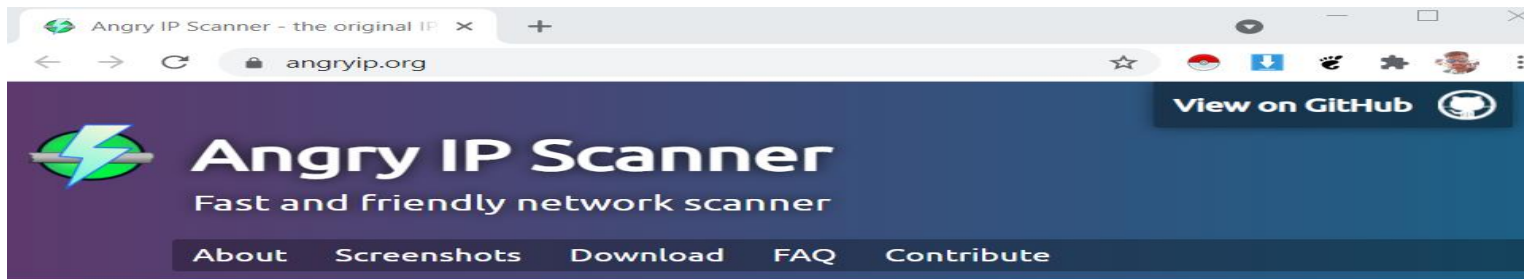 Angry IP Scanner - the original IP
angryip.org
View on GitHub
Angry IP Scanner
Fast and friendly network scanner
About Screenshots Download FAQ Contribute